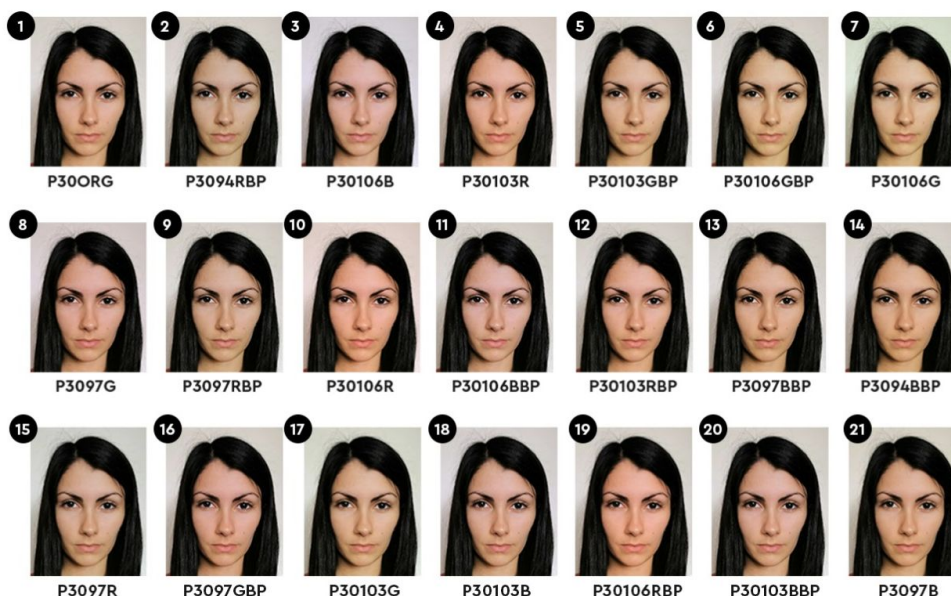 1 2 3 4 5 6 7
P30ORG P3094RBP P30106B P30103R P30103GBP P30106GBP P30106G
8 9 10 11 12 13 14
P3097G P3097RBP P30106R P30106BBP P30103RBP P3097BBP P3094BBP
15 16 17 18 19 20 21
P3097R P3097GBP P30103G P30103B P30106RBP P30103BBP P3097B